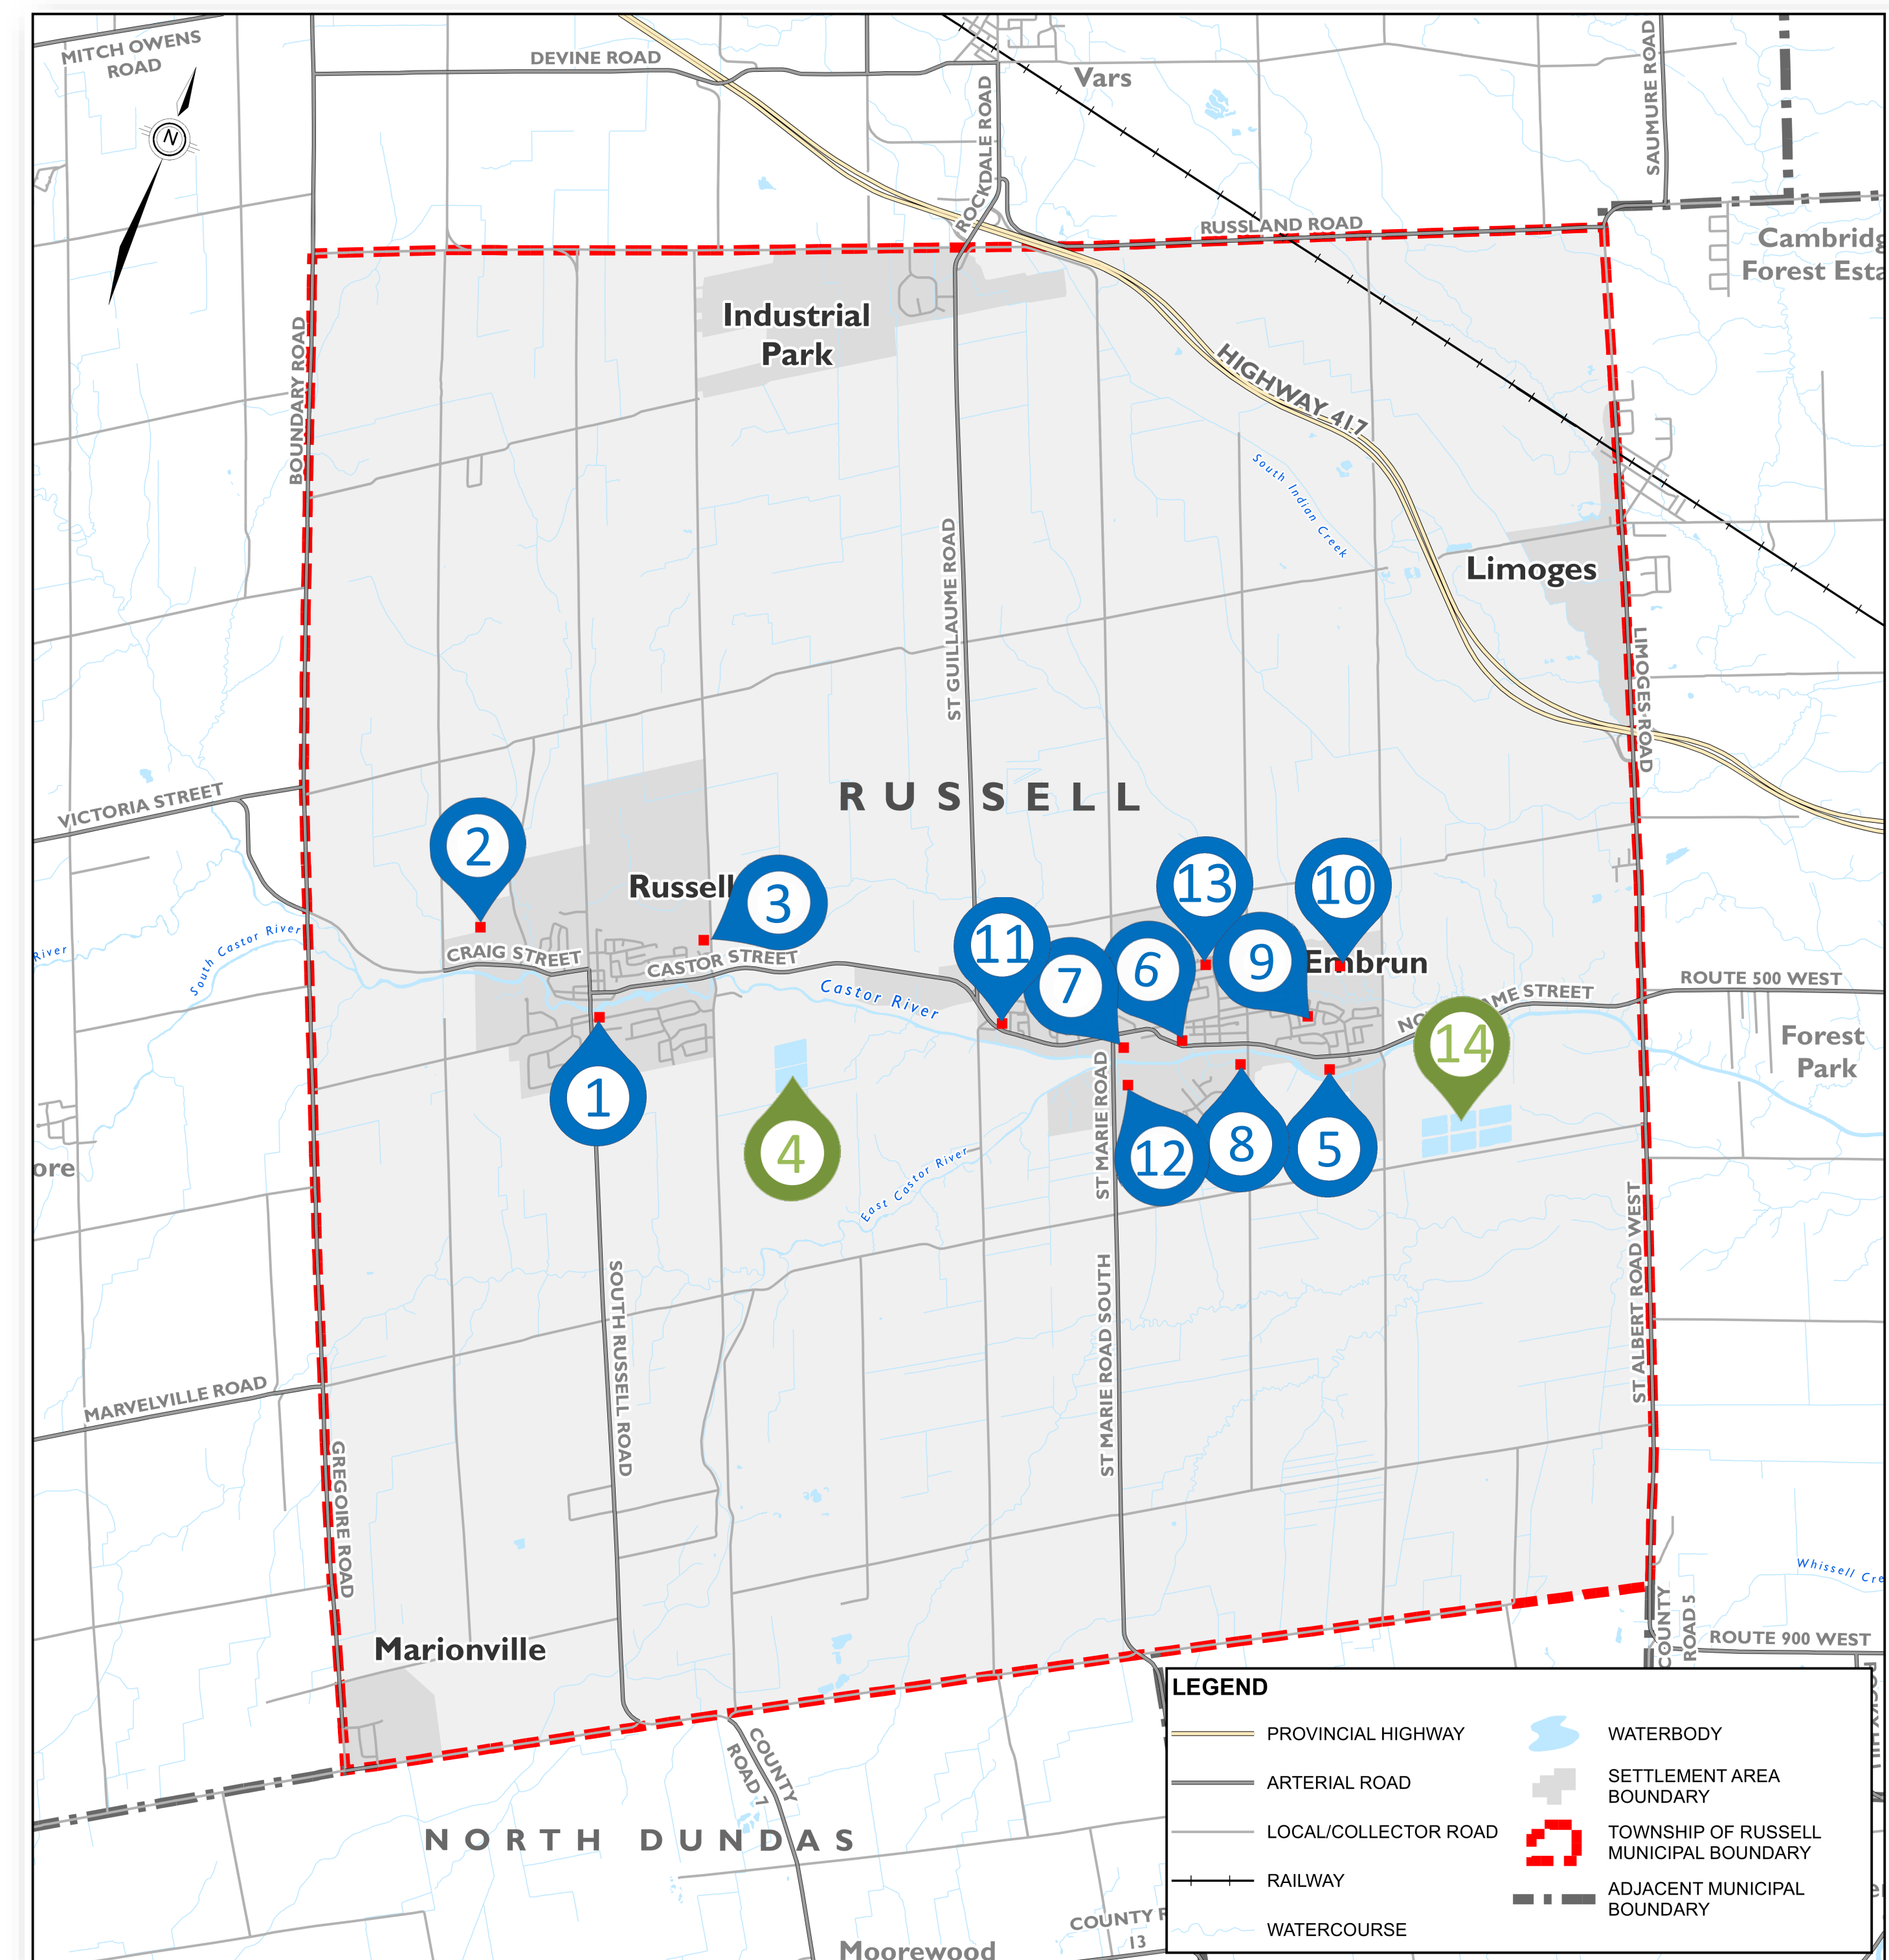 MITCH OWENS
ROAD
DEVINE ROAD
Vars
SAUMURE ROAD
N
ROCKDALE ROAD
RUSSLAND ROAD
Forest
Industrial
Park
BOUNDARY ROAD
HIGHWAY 417
South Indian Creek
ST GUILLAUME ROAD
Limoges
LIMOGES ROAD
VICTORIA STREET
RUSSELL
2
Russell
3
13
10
11
7
6
9
Embrun
River
South Castor River
CRAIG STREET
CASTOR STREET
Castor River
ROUTE 500 WEST
STREET
14
Forest
Park
1
4
ST MARIE ROAD
12
8
5
East Castor River
ST ALBERT ROAD WEST
SOUTH RUSSELL ROAD
ST MARIE ROAD SOUTH
MARVELVILLE ROAD
GREGOIRE ROAD
Whissell
COUNTY
ROAD 5
ROUTE 900 WEST
Marionville
COUNTY
ROAD 7
NORTH DUNDAS
COUNTY
13
Moorewood
LEGEND
PROVINCIAL HIGHWAY
ARTERIAL ROAD
LOCAL/COLLECTOR ROAD
RAILWAY
WATERCOURSE
WATERBODY
SETTLEMENT AREA
BOUNDARY
TOWNSHIP OF RUSSELL
MUNICIPAL BOUNDARY
ADJACENT MUNICIPAL
BOUNDARY